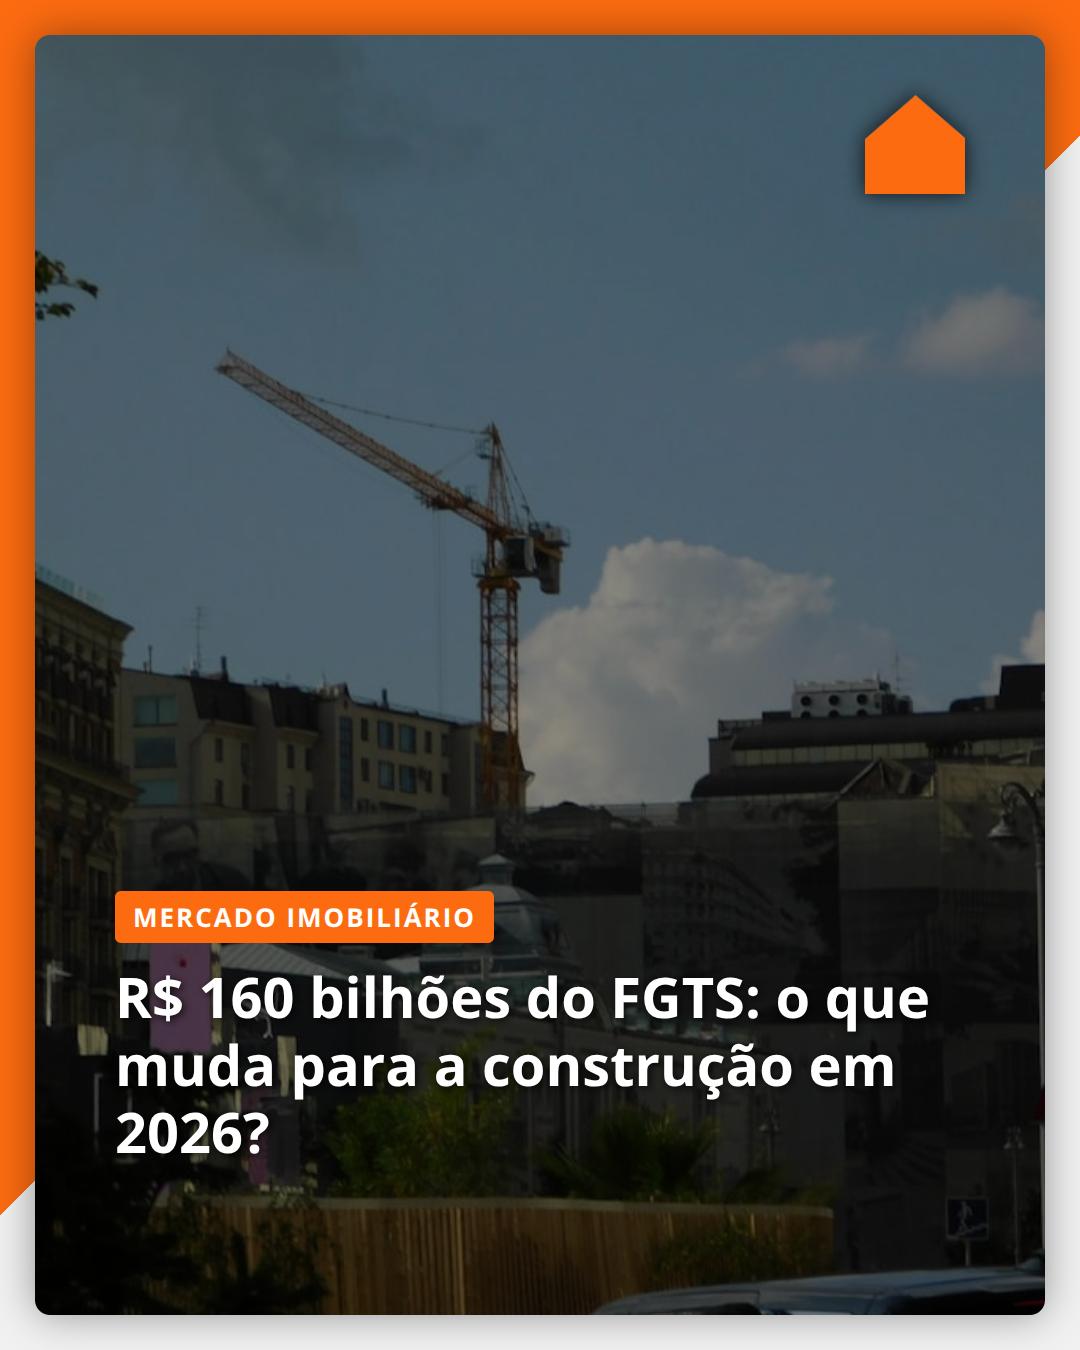 MERCADO IMOBILIÁRIO
R$ 160 bilhões do FGTS: o que
muda para a construção em
2026?